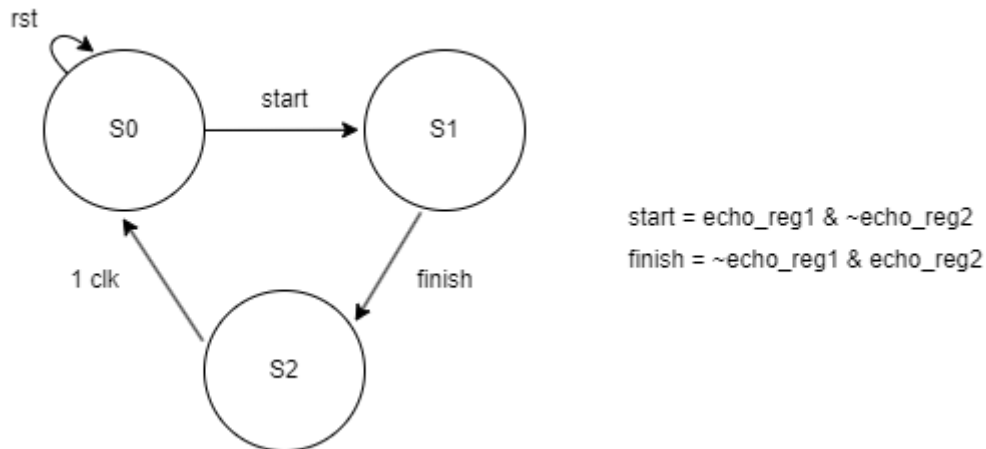 rst
S0
start
S1
start = echo_reg1 & ~echo_reg2
finish = ~echo_reg1 & echo_reg2
1 clk
finish
S2